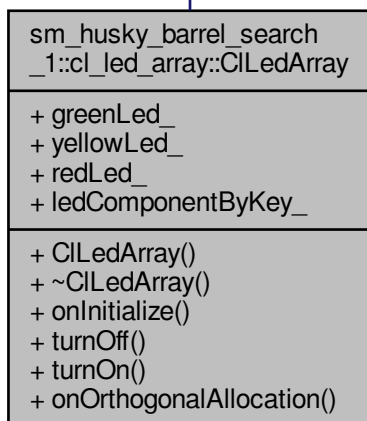 sm_husky_barrel_search
_1::cl_led_array::ClLedArray
+ greenLed_
+ yellowLed_
+ redLed_
+ ledComponentByKey_
+ ClLedArray()
+ ~ClLedArray()
+ onInitialize()
+ turnOff()
+ turnOn()
+ onOrthogonalAllocation()